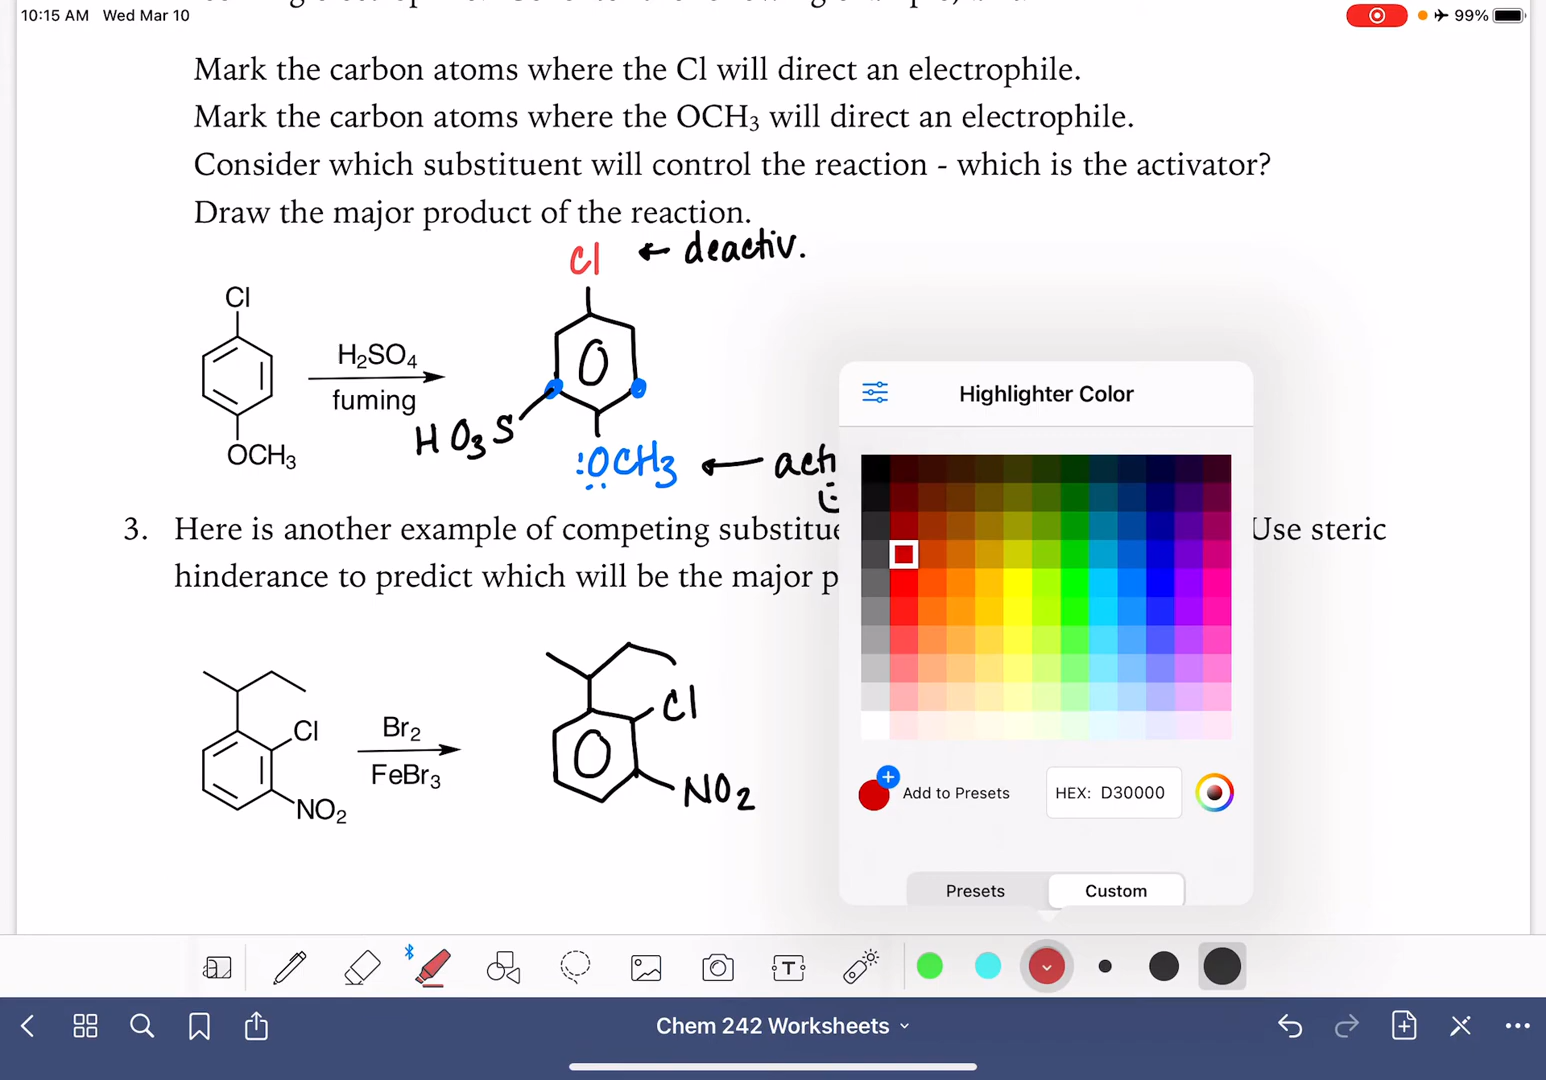 10:15 AM Wed Mar 10
99%
Mark the carbon atoms where the Cl will direct an electrophile.
Mark the carbon atoms where the OCH3 will direct an electrophile.
Consider which substituent will control the reaction - which is the activator?
Draw the major product of the reaction.
Cl ← deactiv.
Cl
H2SO4
fuming
HO3S
OCH3
:OCH3 ← acti
3. Here is another example of competing substitue Use steric
hinderance to predict which will be the major p
Cl
Br2
FeBr3
NO2
Cl
NO2
Highlighter Color
Add to Presets
HEX: D30000
Presets
Custom
a
T
Chem 242 Worksheets